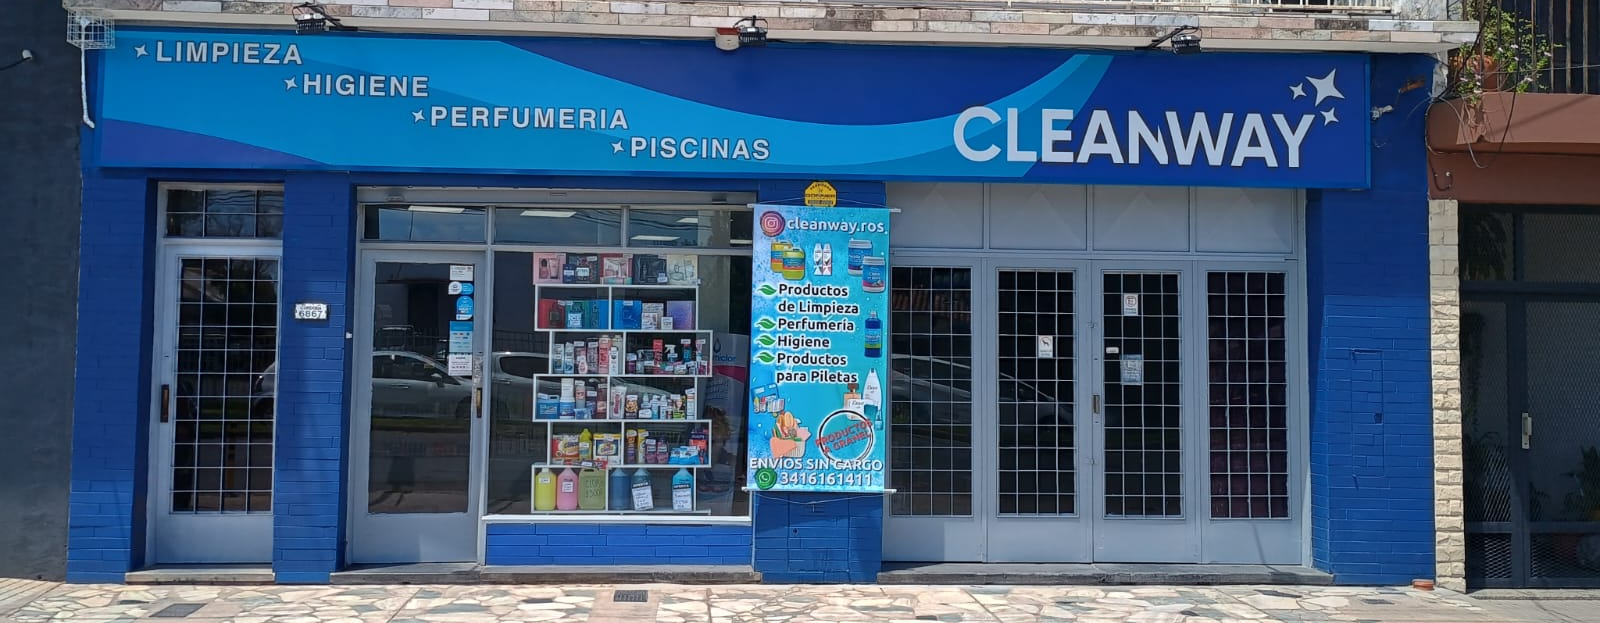 LIMPIEZA
HIGIENE
PERFUMERIA
PISCINAS
CLEANWAY
6867
cleanway.ros
Productos
de Limpieza
Perfumería
Higiene
Productos
para Piletas
PRODUCTOS
A GRANEL
ENVIOS SIN CARGO
3416161411